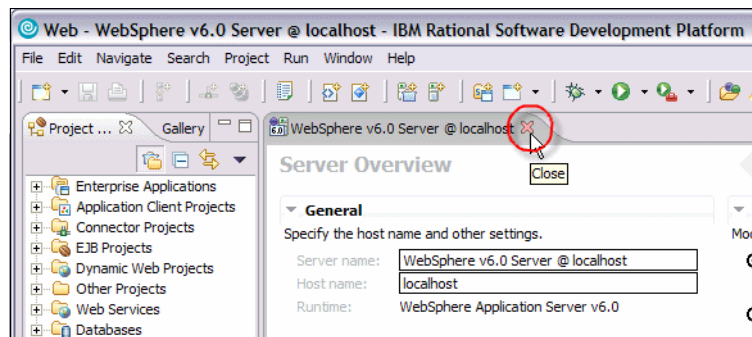 Web - WebSphere v6.0 Server @ localhost - IBM Rational Software Development Platform
File Edit Navigate Search Project Run Window Help
Project ... Gallery
6.0 WebSphere v6.0 Server @ localhost
Close
Server Overview
General
Specify the host name and other settings.
Server name: WebSphere v6.0 Server @ localhost
Host name: localhost
Runtime: WebSphere Application Server v6.0
Enterprise Applications
Application Client Projects
Connector Projects
EJB Projects
Dynamic Web Projects
Other Projects
Web Services
Databases